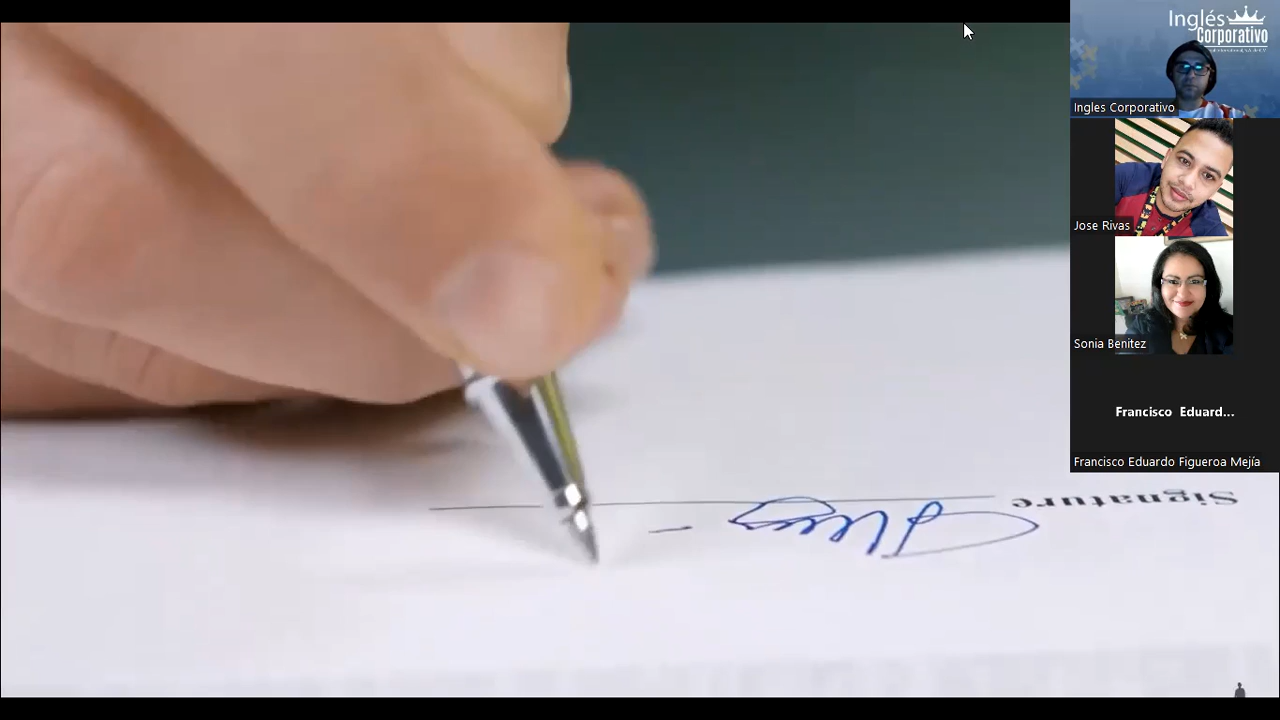 Inglés
Corporativo
Ingles Corporativo
Jose Rivas
Sonia Benitez
Francisco Eduard...
Francisco Eduardo Figueroa Mejía
Signature